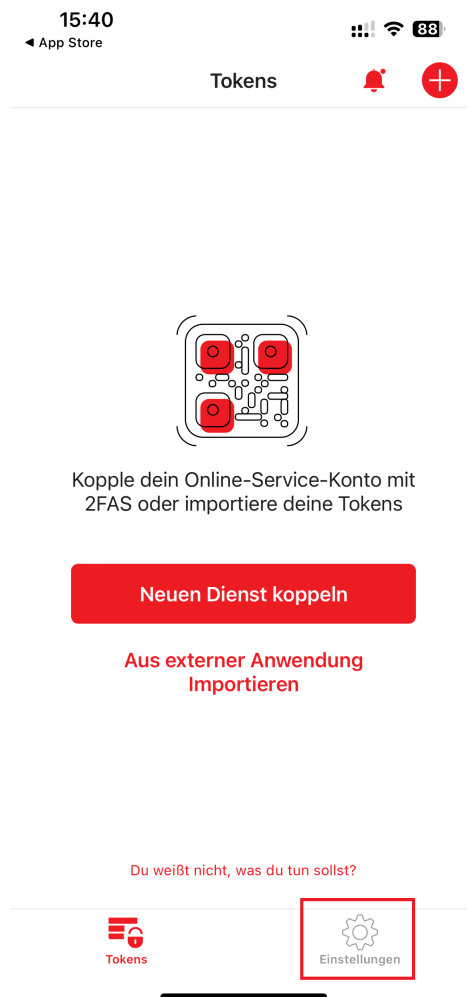 15:40
88
◀ App Store
Tokens
Kopple dein Online-Service-Konto mit
2FAS oder importiere deine Tokens
Neuen Dienst koppeln
Aus externer Anwendung
Importieren
Du weißt nicht, was du tun sollst?
Tokens
Einstellungen